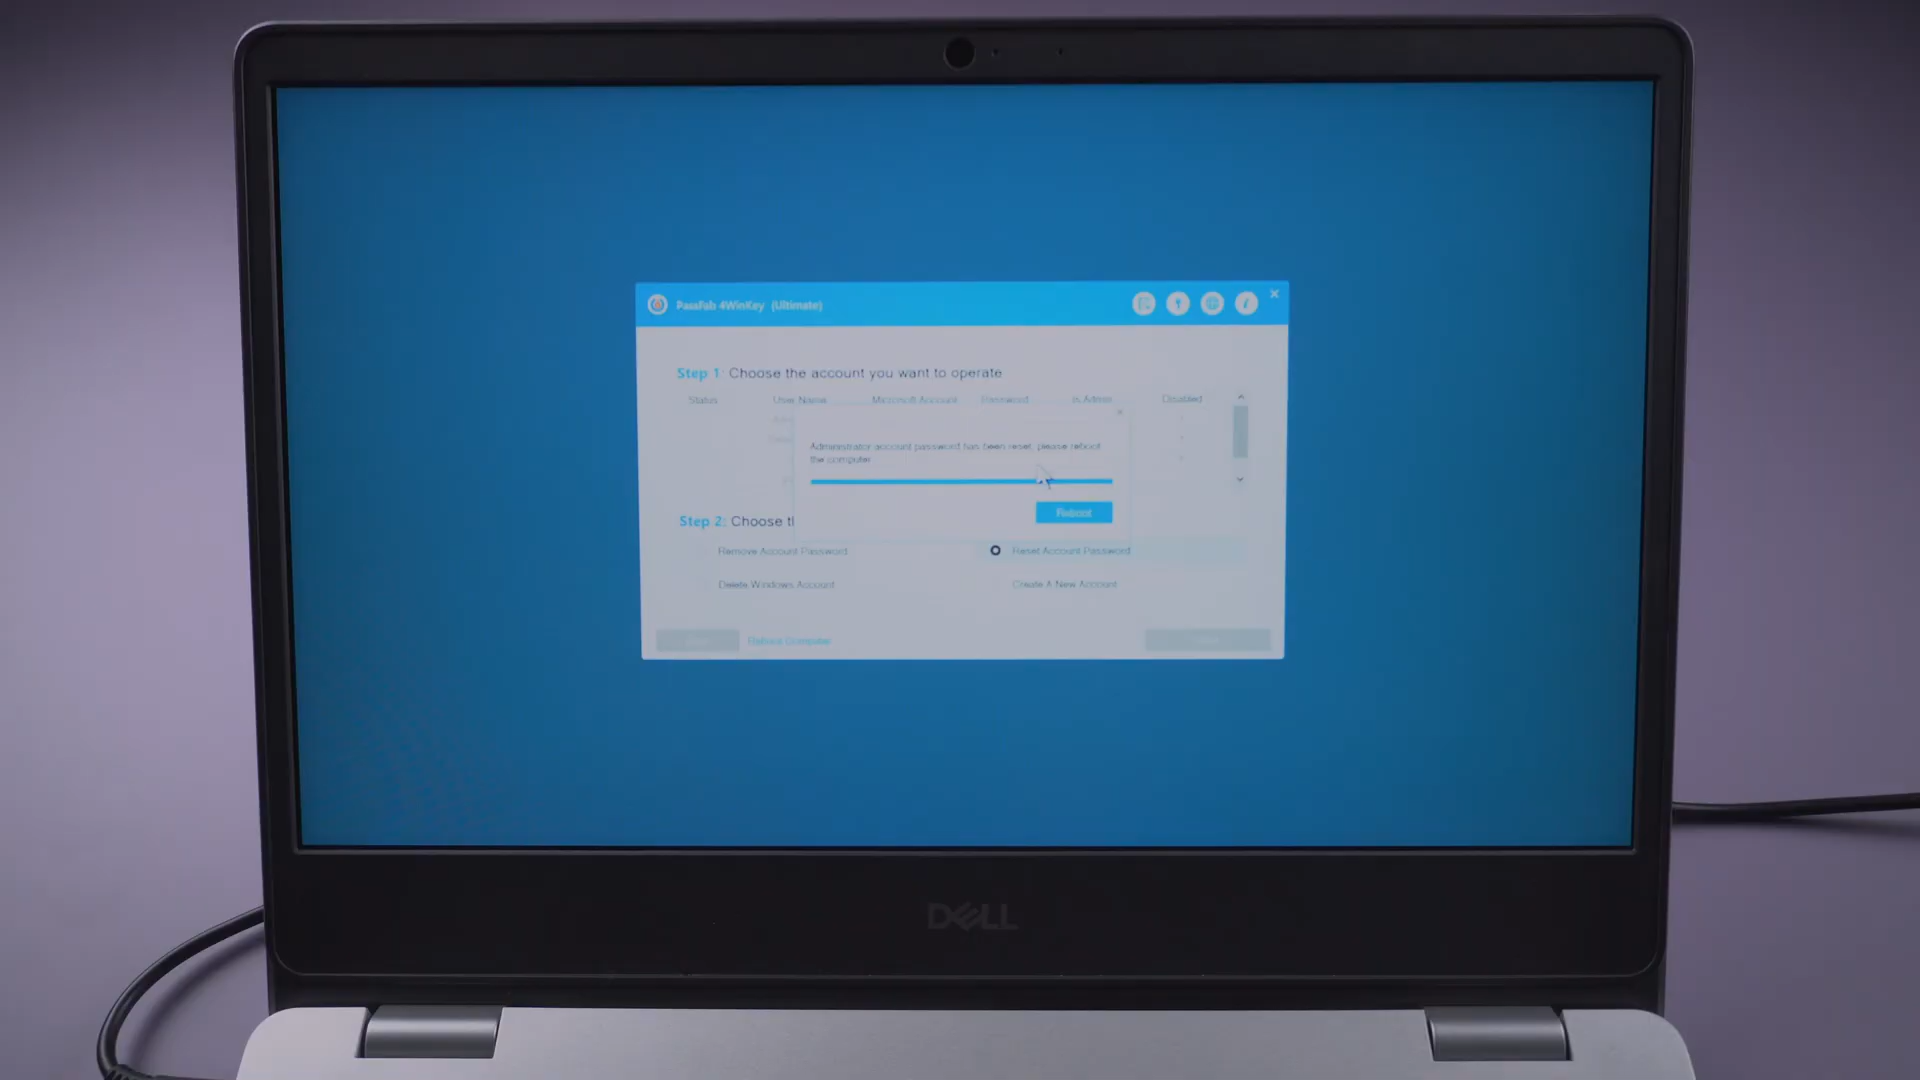 PassFab 4WinKey (Ultimate)
Step 1: Choose the account you want to operate
Status User Name Microsoft Account Password Is Admin Disabled
Administrator account password has been reset, please reboot
the computer
Reboot
Step 2: Choose th
Remove Account Password Reset Account Password
Delete Windows Account Create A New Account
Reboot Computer
DELL